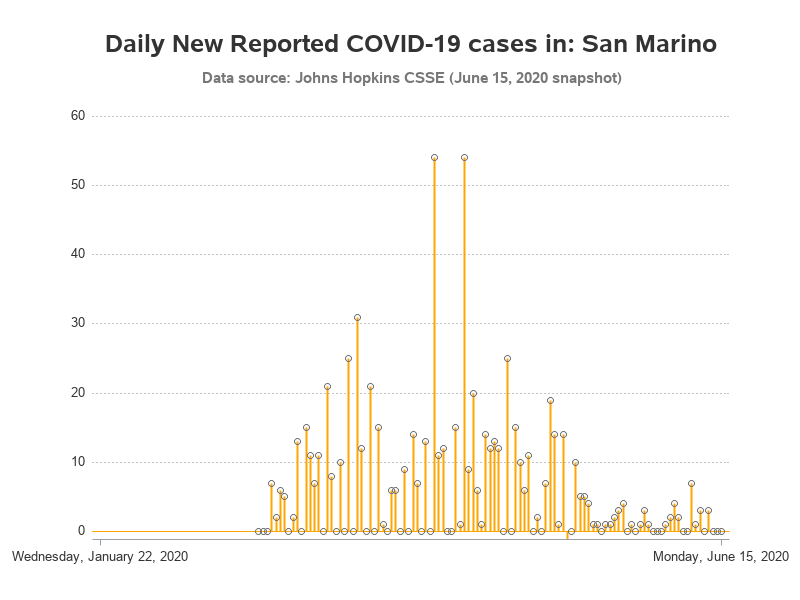 Daily New Reported COVID-19 cases in: San Marino
Data source: Johns Hopkins CSSE (June 15, 2020 snapshot)
60
50
40
30
20
10
0
Wednesday, January 22, 2020
Monday, June 15, 2020